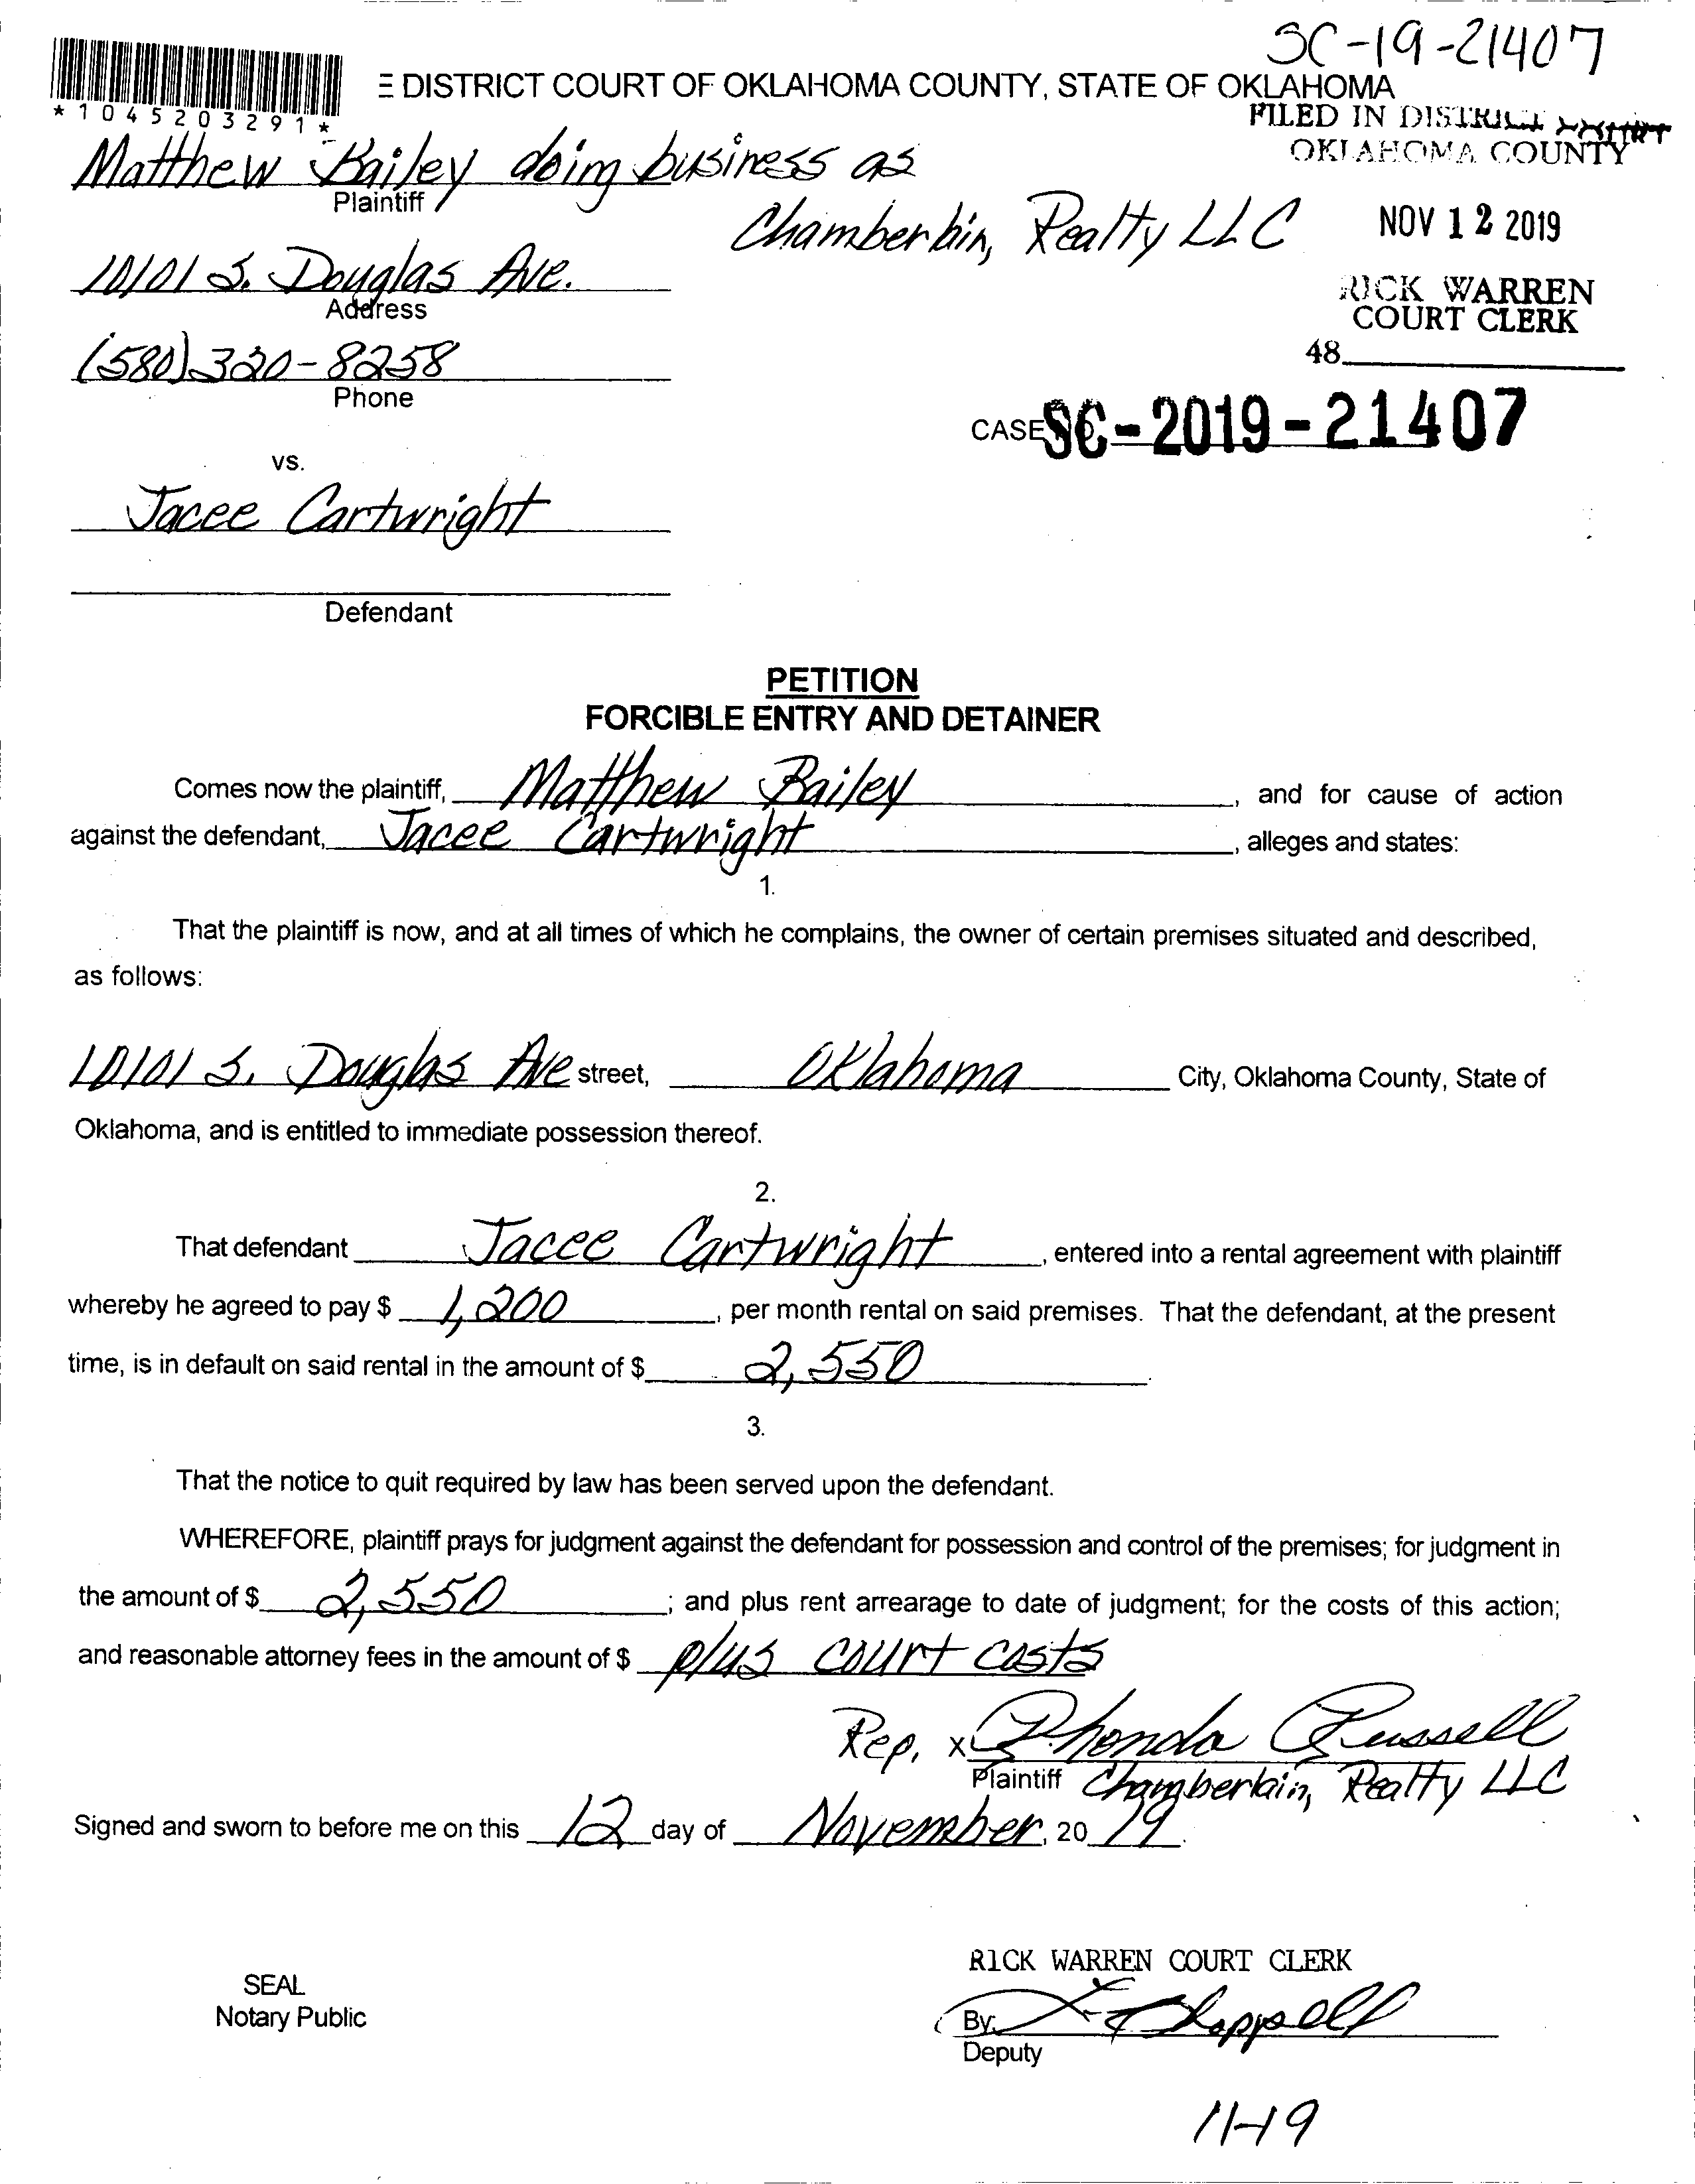 SC-19-21407
E DISTRICT COURT OF OKLAHOMA COUNTY, STATE OF OKLAHOMA
*1045203291*
FILED IN DISTRICT COURT
OKLAHOMA COUNTY
Matthew Bailey doing business as
Plaintiff
Chamberlain, Realty LLC
NOV 12 2019
10101 S. Douglas Ave.
Address
RICK WARREN
COURT CLERK
(580) 320-8258
Phone
48
CASE SC-2019-21407
vs.
Jacee Cartwright
Defendant
PETITION
FORCIBLE ENTRY AND DETAINER
Comes now the plaintiff, Matthew Bailey, and for cause of action
against the defendant, Jacee Cartwright, alleges and states:
1.
That the plaintiff is now, and at all times of which he complains, the owner of certain premises situated and described,
as follows:
10101 S. Douglas Ave street, Oklahoma City, Oklahoma County, State of
Oklahoma, and is entitled to immediate possession thereof.
2.
That defendant Jacee Cartwright, entered into a rental agreement with plaintiff
whereby he agreed to pay $ 1,200, per month rental on said premises. That the defendant, at the present
time, is in default on said rental in the amount of $ 2,550.
3.
That the notice to quit required by law has been served upon the defendant.
WHEREFORE, plaintiff prays for judgment against the defendant for possession and control of the premises; for judgment in
the amount of $ 2,550; and plus rent arrearage to date of judgment; for the costs of this action;
and reasonable attorney fees in the amount of $ plus court costs
Rep. x Rhonda Russell
Plaintiff Chamberlain, Realty LLC
Signed and sworn to before me on this 12 day of November, 20 19.
RICK WARREN COURT CLERK
SEAL
Notary Public
By: Chappell
Deputy
11-19